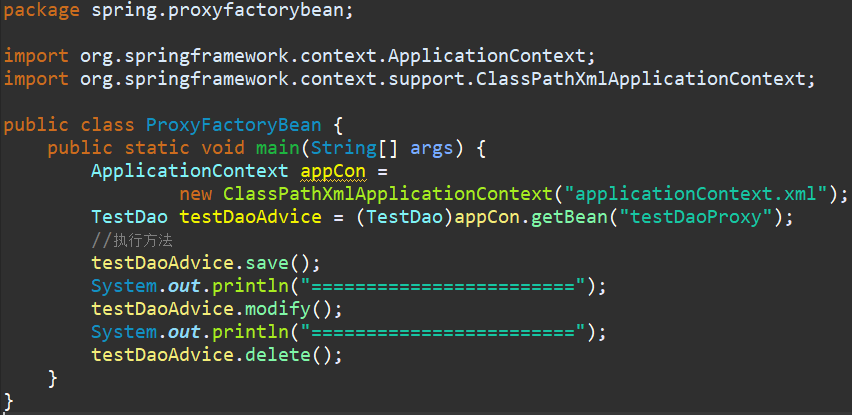 package spring.proxyfactorybean;
import org.springframework.context.ApplicationContext;
import org.springframework.context.support.ClassPathXmlApplicationContext;
public class ProxyFactoryBean {
public static void main(String[] args) {
ApplicationContext appCon =
new ClassPathXmlApplicationContext("applicationContext.xml");
TestDao testDaoAdvice = (TestDao)appCon.getBean("testDaoProxy");
//执行方法
testDaoAdvice.save();
System.out.println("========================");
testDaoAdvice.modify();
System.out.println("========================");
testDaoAdvice.delete();
}
}